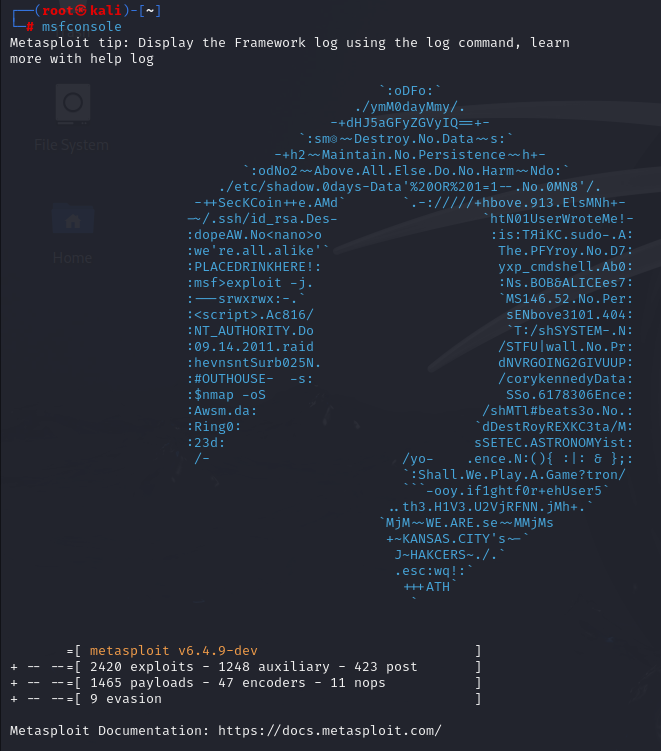 ┌──(root㉿kali)-[~]
└─# msfconsole
Metasploit tip: Display the Framework log using the log command, learn
more with help log
`:oDFo:`
./ymM0dayMmy/.
-+dHJ5aGFyZGVyIQ==+-
`:sm⏣~~Destroy.No.Data~~s:`
-+h2~~Maintain.No.Persistence~~h+-
`:odNo2~~Above.All.Else.Do.No.Harm~~Ndo:`
./etc/shadow.0days-Data'%20OR%201=1--.No.0MN8'/.
-++SecKCoin++e.AMd` `.-://///+hbove.913.ElsMNh+-
-~/.ssh/id_rsa.Des- `htN01UserWroteMe!-
:dopeAW.No<nano>o :is:TЯiKC.sudo-.A:
:we're.all.alike'` The.PFYroy.No.D7:
:PLACEDRINKHERE!: yxp_cmdshell.Ab0:
:msf>exploit -j. :Ns.BOB&ALICEes7:
:---srwxrwx:-.` `MS146.52.No.Per:
:<script>.Ac816/ sENbove3101.404:
:NT_AUTHORITY.Do `T:/shSYSTEM-.N:
:09.14.2011.raid /STFU|wall.No.Pr:
:hevnsntSurb025N. dNVRGOING2GIVUUP:
:#OUTHOUSE- -s: /corykennedyData:
:$nmap -oS SSo.6178306Ence:
:Awsm.da: /shMTl#beats3o.No.:
:Ring0: `dDestRoyREXKC3ta/M:
:23d: sSETEC.ASTRONOMYist:
/- /yo- .ence.N:(){ :|: & };:
`:Shall.We.Play.A.Game?tron/
```-ooy.if1ghtf0r+ehUser5`
..th3.H1V3.U2VjRFNN.jMh+.`
`MjM~~WE.ARE.se~~MMjMs
+~KANSAS.CITY's~-`
J~HAKCERS~./.`
.esc:wq!:`
+++ATH`
`
=[ metasploit v6.4.9-dev ]
+ -- --=[ 2420 exploits - 1248 auxiliary - 423 post ]
+ -- --=[ 1465 payloads - 47 encoders - 11 nops ]
+ -- --=[ 9 evasion ]
Metasploit Documentation: https://docs.metasploit.com/
File System
Home